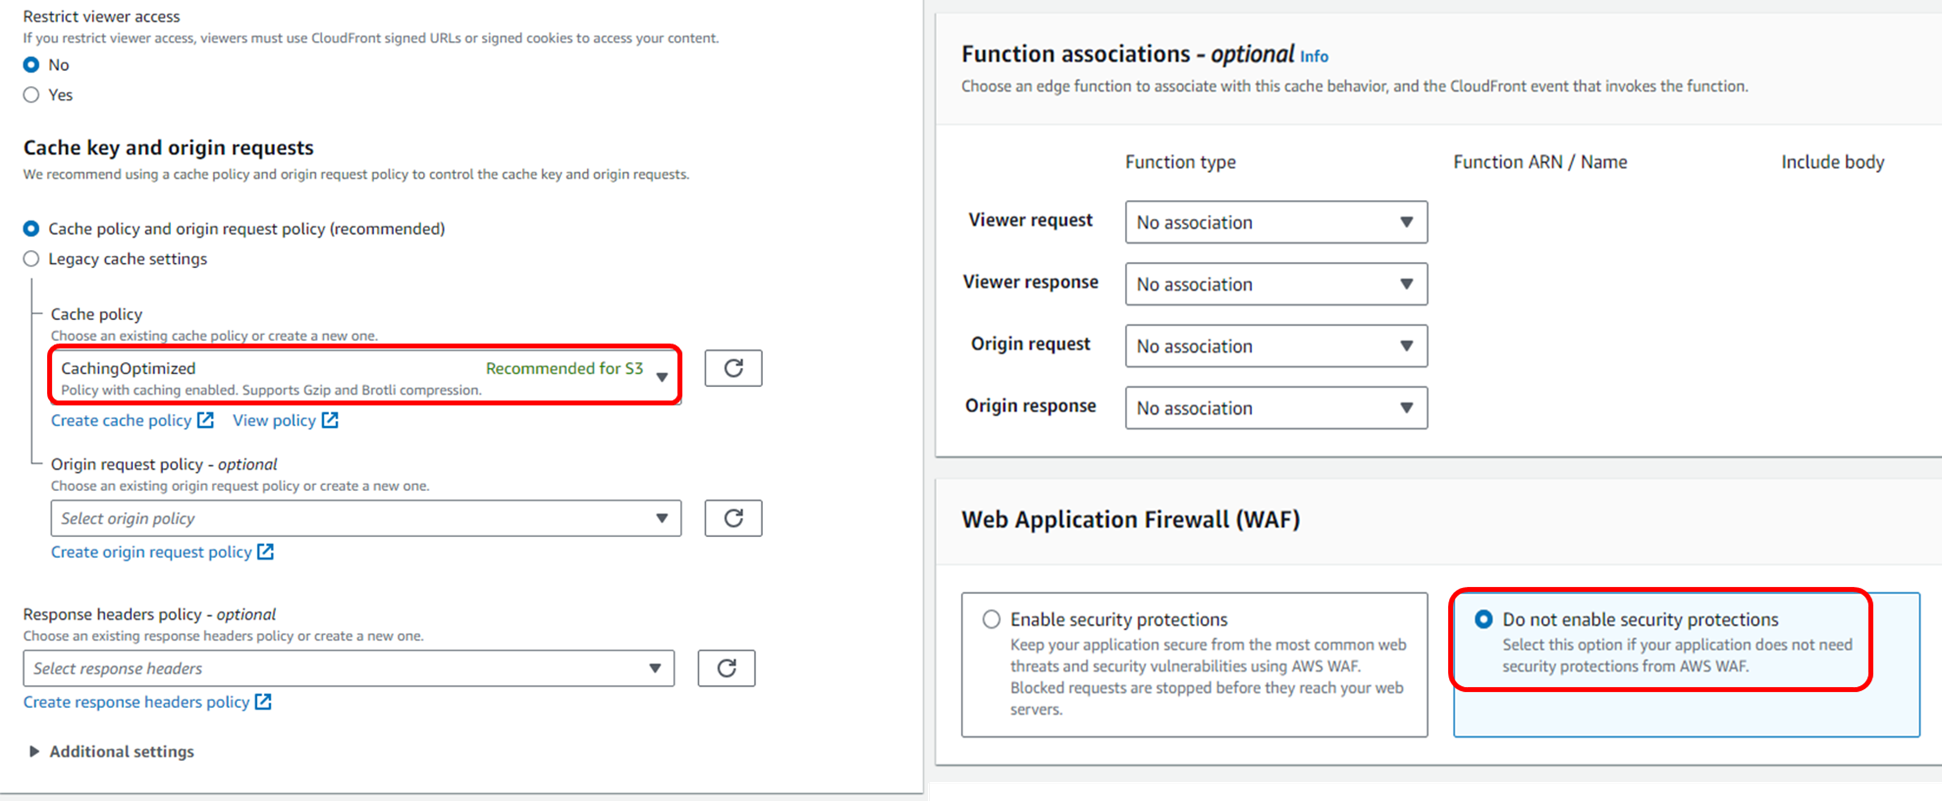 Restrict viewer access
If you restrict viewer access, viewers must use CloudFront signed URLs or signed cookies to access your content.
No
Yes
Cache key and origin requests
We recommend using a cache policy and origin request policy to control the cache key and origin requests.
Cache policy and origin request policy (recommended)
Legacy cache settings
Cache policy
Choose an existing cache policy or create a new one.
CachingOptimized Recommended for S3
Policy with caching enabled. Supports Gzip and Brotli compression.
Create cache policy View policy
Origin request policy - optional
Choose an existing origin request policy or create a new one.
Select origin policy
Create origin request policy
Response headers policy - optional
Choose an existing response headers policy or create a new one.
Select response headers
Create response headers policy
Additional settings
Function associations - optional Info
Choose an edge function to associate with this cache behavior, and the CloudFront event that invokes the function.
Function type Function ARN / Name Include body
Viewer request No association
Viewer response No association
Origin request No association
Origin response No association
Web Application Firewall (WAF)
Enable security protections
Keep your application secure from the most common web
threats and security vulnerabilities using AWS WAF.
Blocked requests are stopped before they reach your web
servers.
Do not enable security protections
Select this option if your application does not need
security protections from AWS WAF.